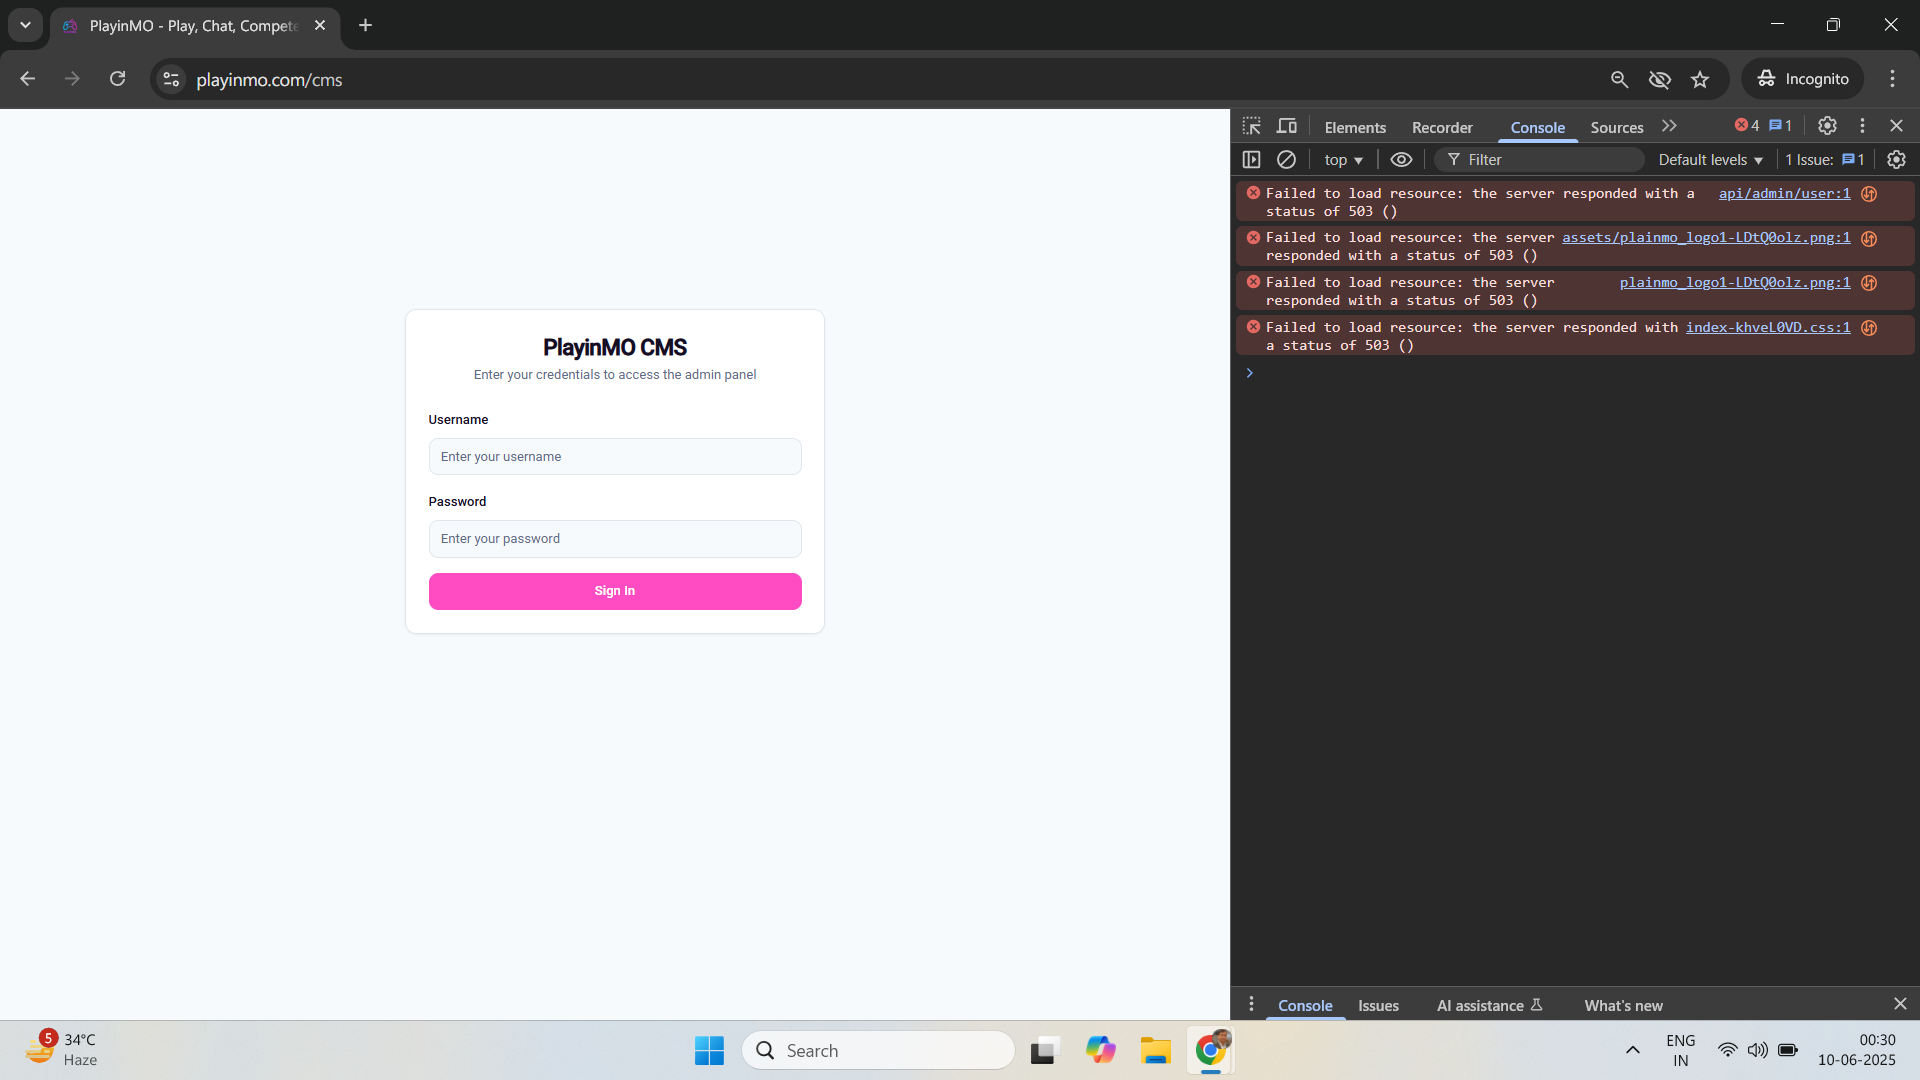 PlayinMO - Play, Chat, Compete
playinmo.com/cms
Incognito
PlayinMO CMS
Enter your credentials to access the admin panel
Username
Enter your username
Password
Enter your password
Sign In
Elements
Recorder
Console
Sources
4
1
top
Filter
Default levels
1 Issue:
1
Failed to load resource: the server responded with a api/admin/user:1
status of 503 ()
Failed to load resource: the server assets/plainmo_logo1-LDtQ0olz.png:1
responded with a status of 503 ()
Failed to load resource: the server plainmo_logo1-LDtQ0olz.png:1
responded with a status of 503 ()
Failed to load resource: the server responded with index-khveL0VD.css:1
a status of 503 ()
Console
Issues
AI assistance
What's new
5
34°C
Haze
Search
ENG
IN
00:30
10-06-2025